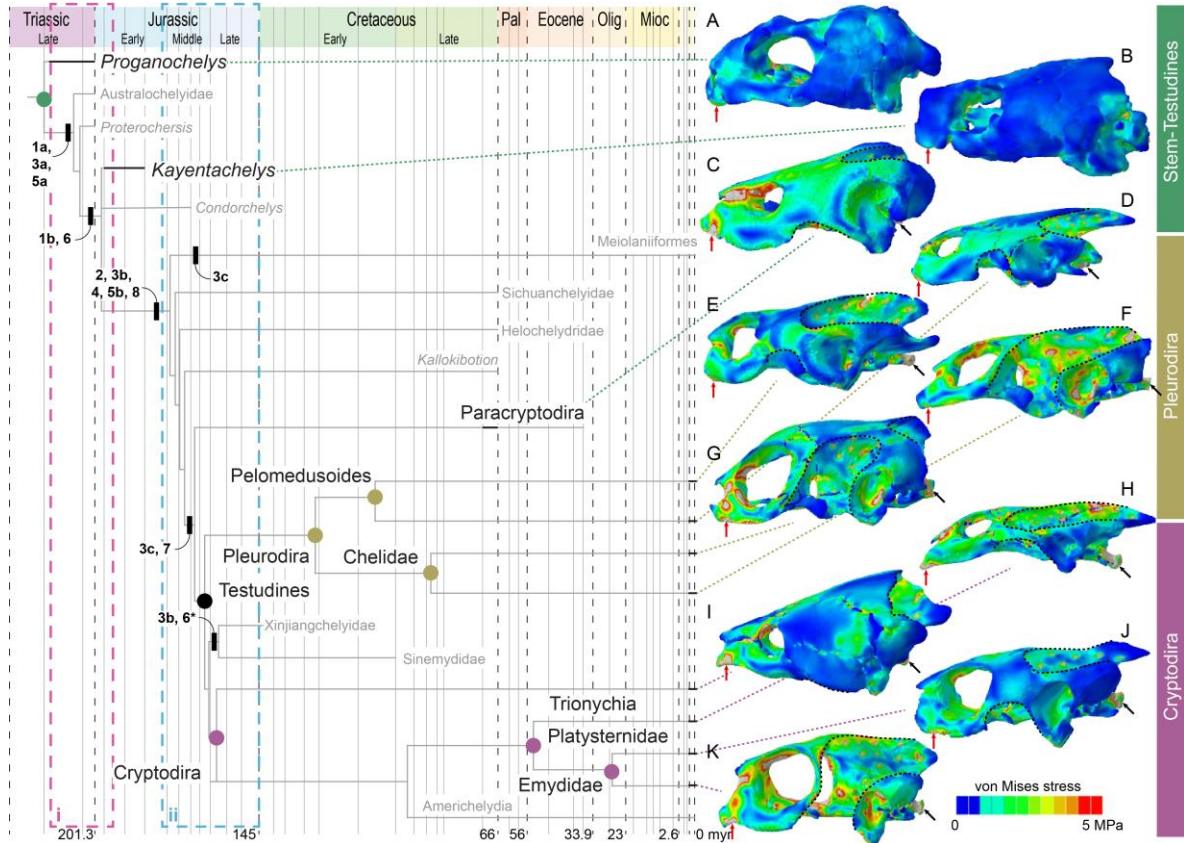 Triassic
Jurassic
Cretaceous
Pal
Eocene
Olig
Mioc
Late
Early
Middle
Late
Early
Late
A
Proganochelys
B
Australochelyidae
Proterochersis
1a,
3a,
5a
Kayentachelys
C
Condorchelys
D
1b, 6
Meiolaniiformes
3c
2, 3b,
4, 5b, 8
Sichuanchelyidae
E
F
Helochelydridae
Kallokibotion
Paracryptodira
G
Pelomedusoides
H
3c, 7
Pleurodira
Chelidae
Testudines
I
3b, 6*
Xinjiangchelyidae
J
Sinemydidae
Trionychia
Platysternidae
K
Cryptodira
Emydidae
Americhelydia
von Mises stress
0
5 MPa
i
ii
201.3
145
66
56
33.9
23
2.6
0 myr
Stem-Testudines
Pleurodira
Cryptodira